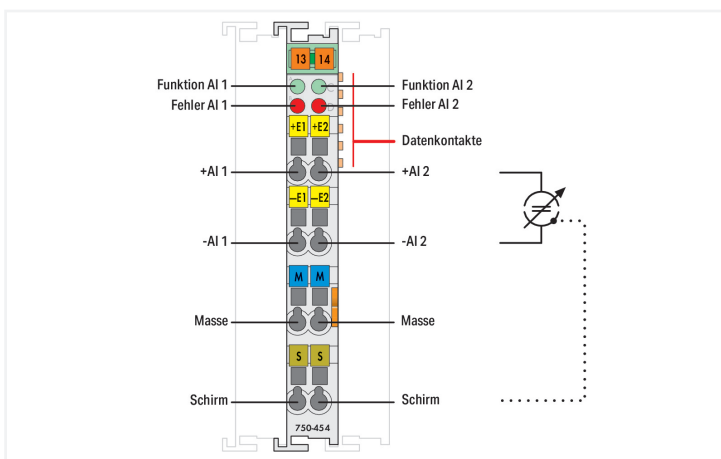 13 14
Funktion AI 1
C
Funktion AI 2
Fehler AI 1
D
Fehler AI 2
+E1 +E2
Datenkontakte
+AI 1
+AI 2
—E1 —E2
-AI 1
-AI 2
M M
Masse
Masse
S S
Schirm
Schirm
750-454